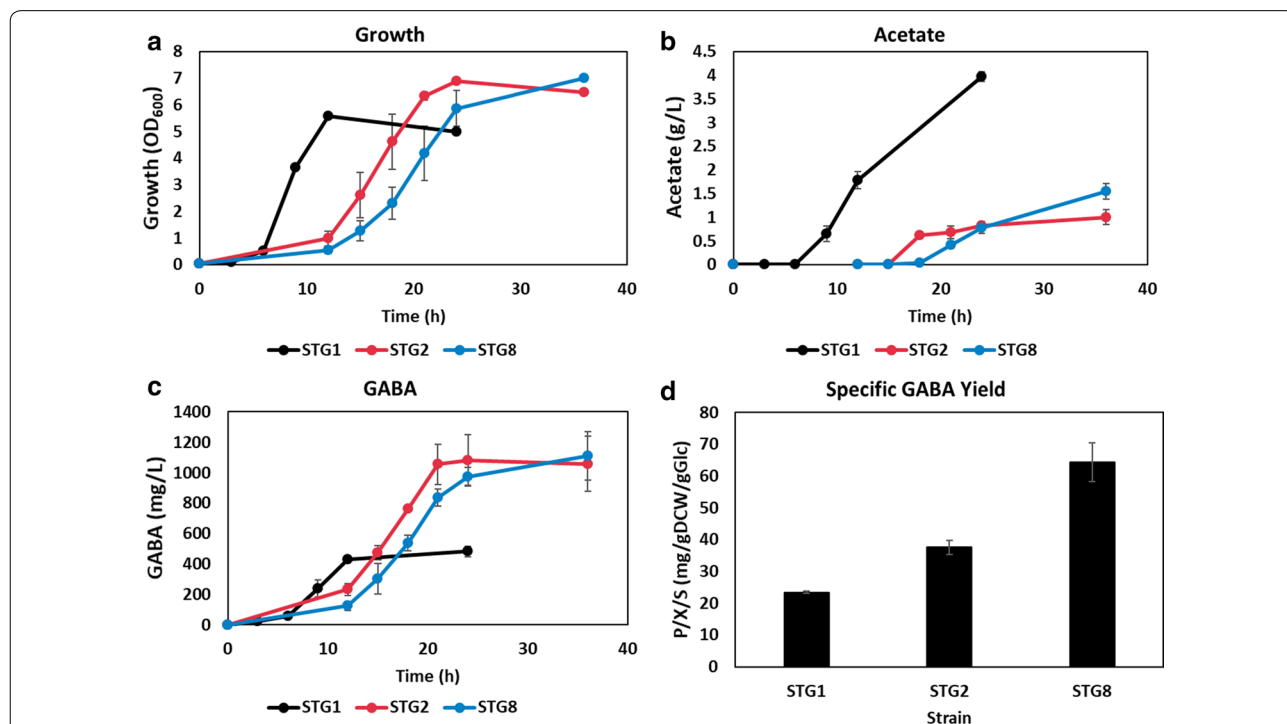 a
Growth
Growth (OD600)
8
7
6
5
4
3
2
1
0
0 10 20 30 40
Time (h)
STG1 STG2 STG8
b
Acetate
Acetate (g/L)
4.5
4
3.5
3
2.5
2
1.5
1
0.5
0
0 10 20 30 40
Time (h)
STG1 STG2 STG8
c
GABA
GABA (mg/L)
1400
1200
1000
800
600
400
200
0
0 10 20 30 40
Time (h)
STG1 STG2 STG8
d
Specific GABA Yield
P/X/S (mg/gDCW/gGlc)
80
70
60
50
40
30
20
10
0
STG1 STG2 STG8
Strain